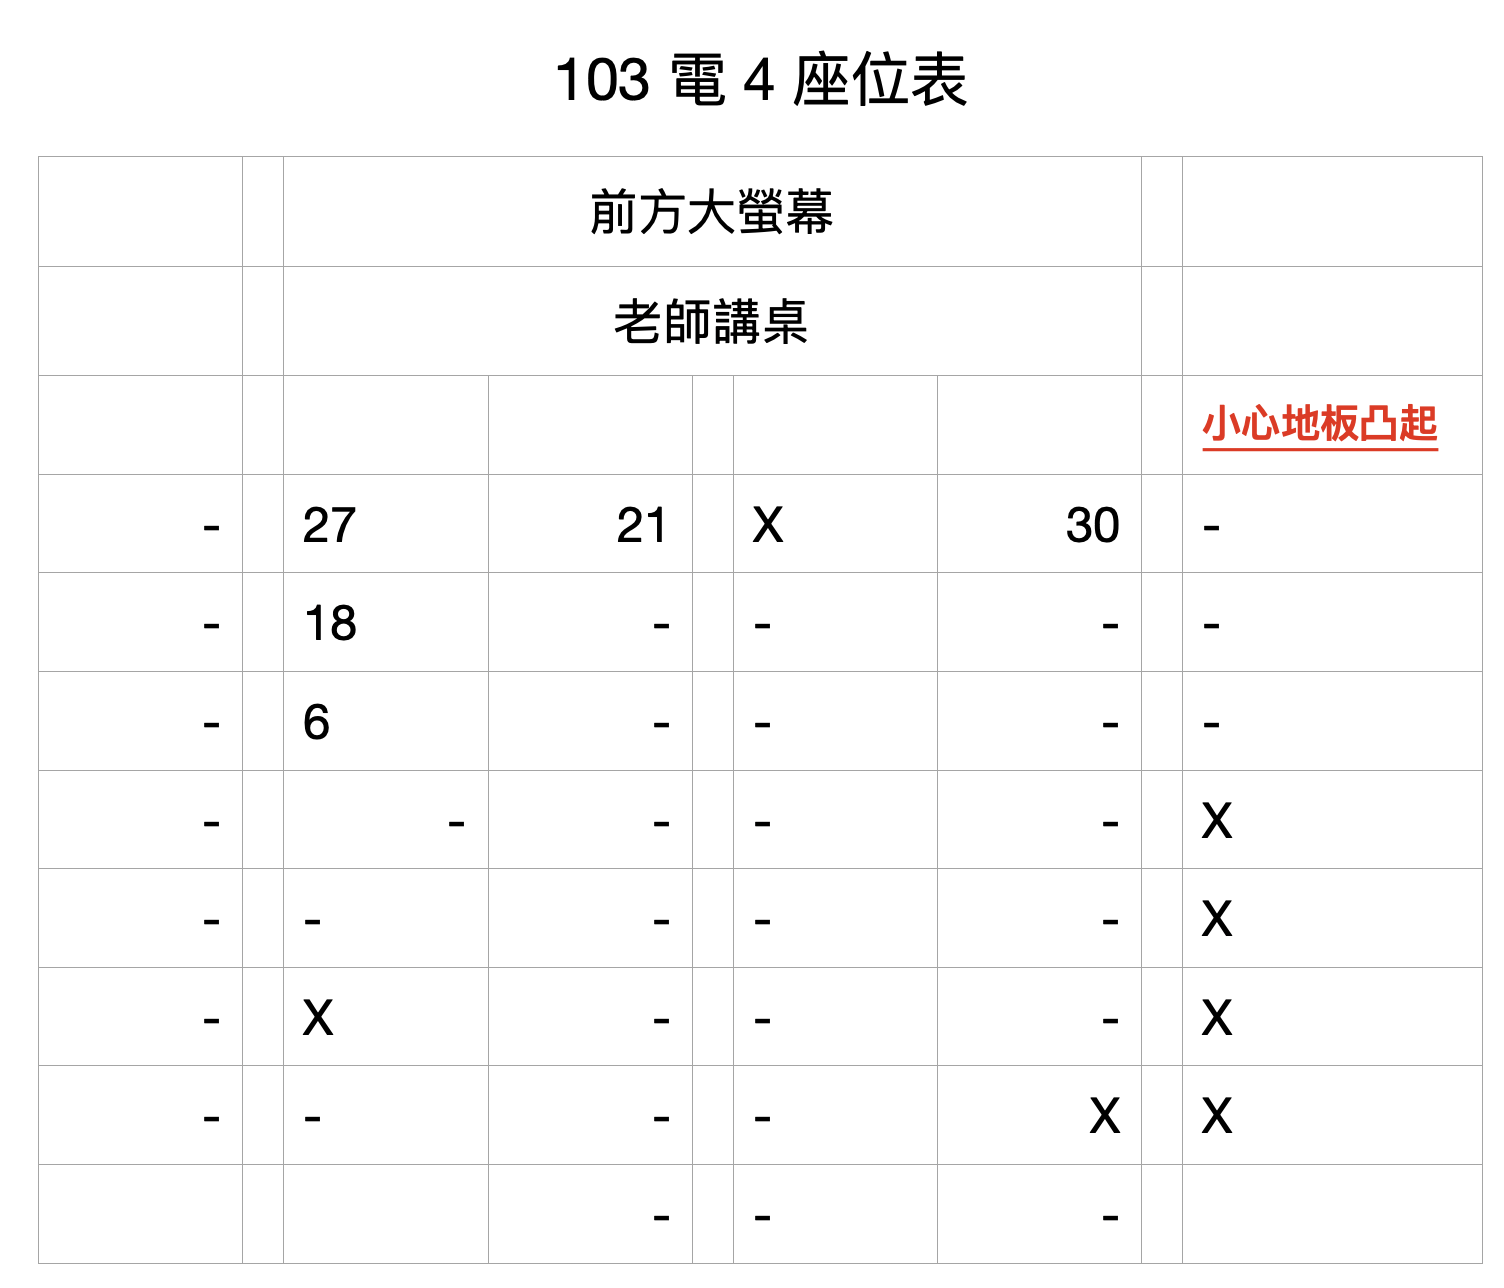 103 電 4 座位表
前方大螢幕
老師講桌
小心地板凸起
- 27 21 X 30 -
- 18 - - - -
- 6 - - - -
- - - - - X
- - - - - X
- X - - - X
- - - - X X
- - -